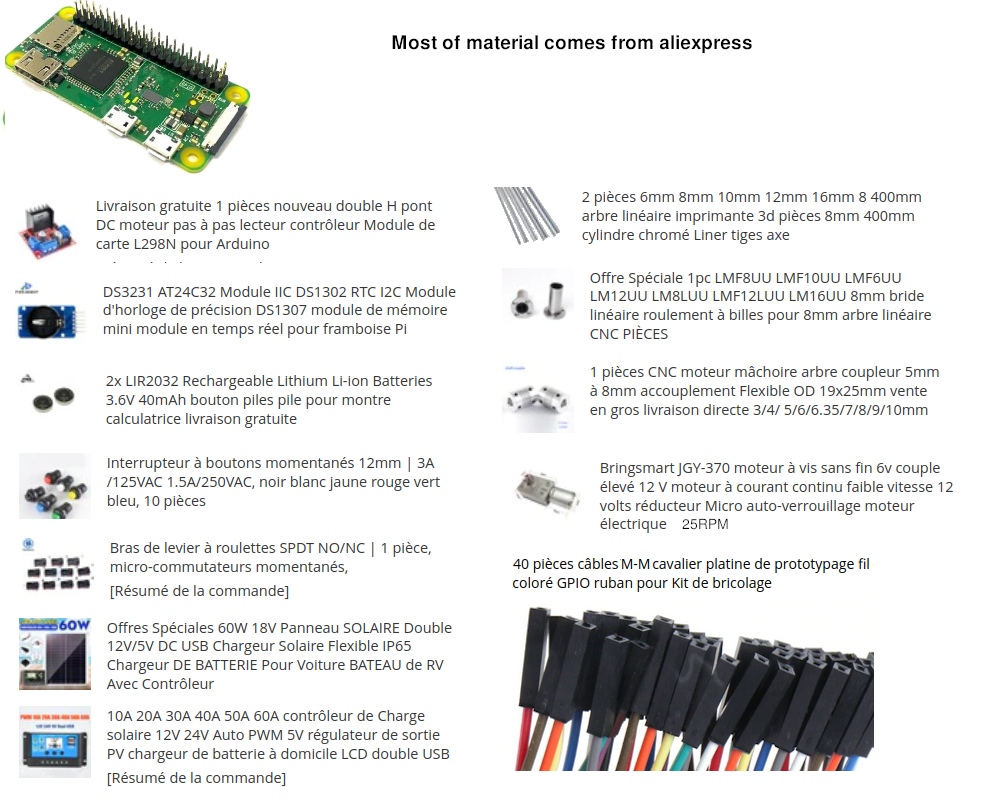 Most of material comes from aliexpress
Livraison gratuite 1 pièces nouveau double H pont
DC moteur pas à pas lecteur contrôleur Module de
carte L298N pour Arduino
DS3231 AT24C32 Module IIC DS1302 RTC I2C Module
d'horloge de précision DS1307 module de mémoire
mini module en temps réel pour framboise Pi
2x LIR2032 Rechargeable Lithium Li-ion Batteries
3.6V 40mAh bouton piles pile pour montre
calculatrice livraison gratuite
Interrupteur à boutons momentanés 12mm | 3A
/125VAC 1.5A/250VAC, noir blanc jaune rouge vert
bleu, 10 pièces
Bras de levier à roulettes SPDT NO/NC | 1 pièce,
micro-commutateurs momentanés,
[Résumé de la commande]
60W
Offres Spéciales 60W 18V Panneau SOLAIRE Double
12V/5V DC USB Chargeur Solaire Flexible IP65
Chargeur DE BATTERIE Pour Voiture BATEAU de RV
Avec Contrôleur
10A 20A 30A 40A 50A 60A contrôleur de Charge
solaire 12V 24V Auto PWM 5V régulateur de sortie
PV chargeur de batterie à domicile LCD double USB
[Résumé de la commande]
2 pièces 6mm 8mm 10mm 12mm 16mm 8 400mm
arbre linéaire imprimante 3d pièces 8mm 400mm
cylindre chromé Liner tiges axe
Offre Spéciale 1pc LMF8UU LMF10UU LMF6UU
LM12UU LM8LUU LMF12LUU LM16UU 8mm bride
linéaire roulement à billes pour 8mm arbre linéaire
CNC PIÈCES
1 pièces CNC moteur mâchoire arbre coupleur 5mm
à 8mm accouplement Flexible OD 19x25mm vente
en gros livraison directe 3/4/ 5/6/6.35/7/8/9/10mm
Bringsmart JGY-370 moteur à vis sans fin 6v couple
élevé 12 V moteur à courant continu faible vitesse 12
volts réducteur Micro auto-verrouillage moteur
électrique 25RPM
40 pièces câbles M-M cavalier platine de prototypage fil
coloré GPIO ruban pour Kit de bricolage